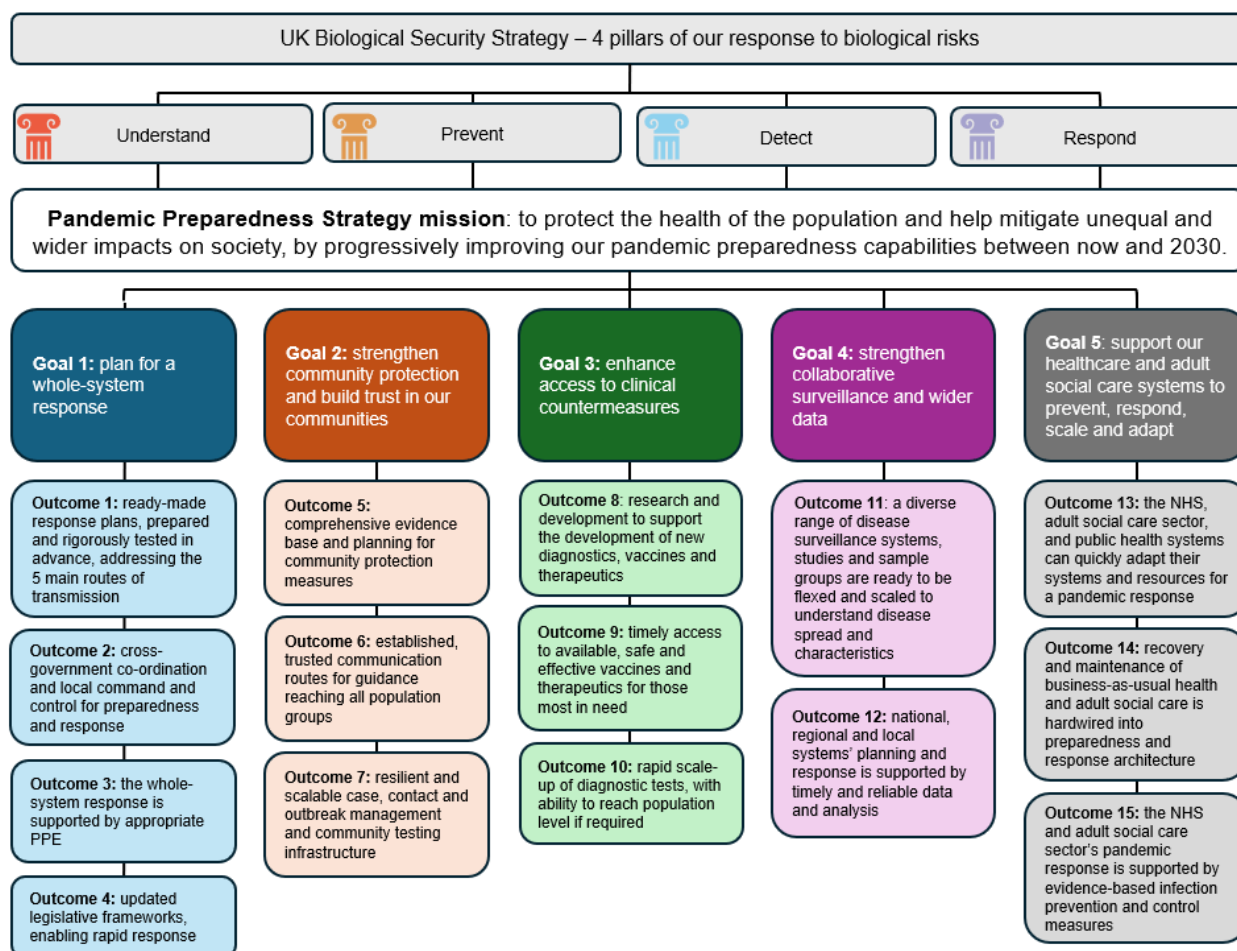 UK Biological Security Strategy – 4 pillars of our response to biological risks
Understand
Prevent
Detect
Respond
Pandemic Preparedness Strategy mission: to protect the health of the population and help mitigate unequal and
wider impacts on society, by progressively improving our pandemic preparedness capabilities between now and 2030.
Goal 1: plan for a
whole-system
response
Outcome 1: ready-made
response plans, prepared
and rigorously tested in
advance, addressing the
5 main routes of
transmission
Outcome 2: cross-
government co-ordination
and local command and
control for preparedness
and response
Outcome 3: the whole-
system response is
supported by appropriate
PPE
Outcome 4: updated
legislative frameworks,
enabling rapid response
Goal 2: strengthen
community protection
and build trust in our
communities
Outcome 5:
comprehensive evidence
base and planning for
community protection
measures
Outcome 6: established,
trusted communication
routes for guidance
reaching all population
groups
Outcome 7: resilient and
scalable case, contact and
outbreak management
and community testing
infrastructure
Goal 3: enhance
access to clinical
countermeasures
Outcome 8: research and
development to support
the development of new
diagnostics, vaccines and
therapeutics
Outcome 9: timely access
to available, safe and
effective vaccines and
therapeutics for those
most in need
Outcome 10: rapid scale-
up of diagnostic tests, with
ability to reach population
level if required
Goal 4: strengthen
collaborative
surveillance and wider
data
Outcome 11: a diverse
range of disease
surveillance systems,
studies and sample
groups are ready to be
flexed and scaled to
understand disease
spread and
characteristics
Outcome 12: national,
regional and local
systems’ planning and
response is supported by
timely and reliable data
and analysis
Goal 5: support our
healthcare and adult
social care systems to
prevent, respond,
scale and adapt
Outcome 13: the NHS,
adult social care sector,
and public health systems
can quickly adapt their
systems and resources for
a pandemic response
Outcome 14: recovery
and maintenance of
business-as-usual health
and adult social care is
hardwired into
preparedness and
response architecture
Outcome 15: the NHS
and adult social care
sector’s pandemic
response is supported by
evidence-based infection
prevention and control
measures